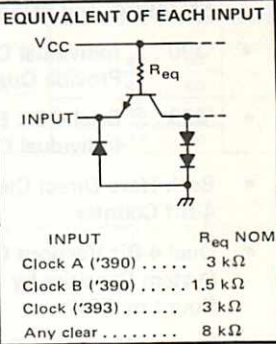 EQUIVALENT OF EACH INPUT
VCC
Req
INPUT
INPUT Req NOM
Clock A ('390) ..... 3 kΩ
Clock B ('390) ..... 1.5 kΩ
Clock ('393) ...... 3 kΩ
Any clear ........ 8 kΩ